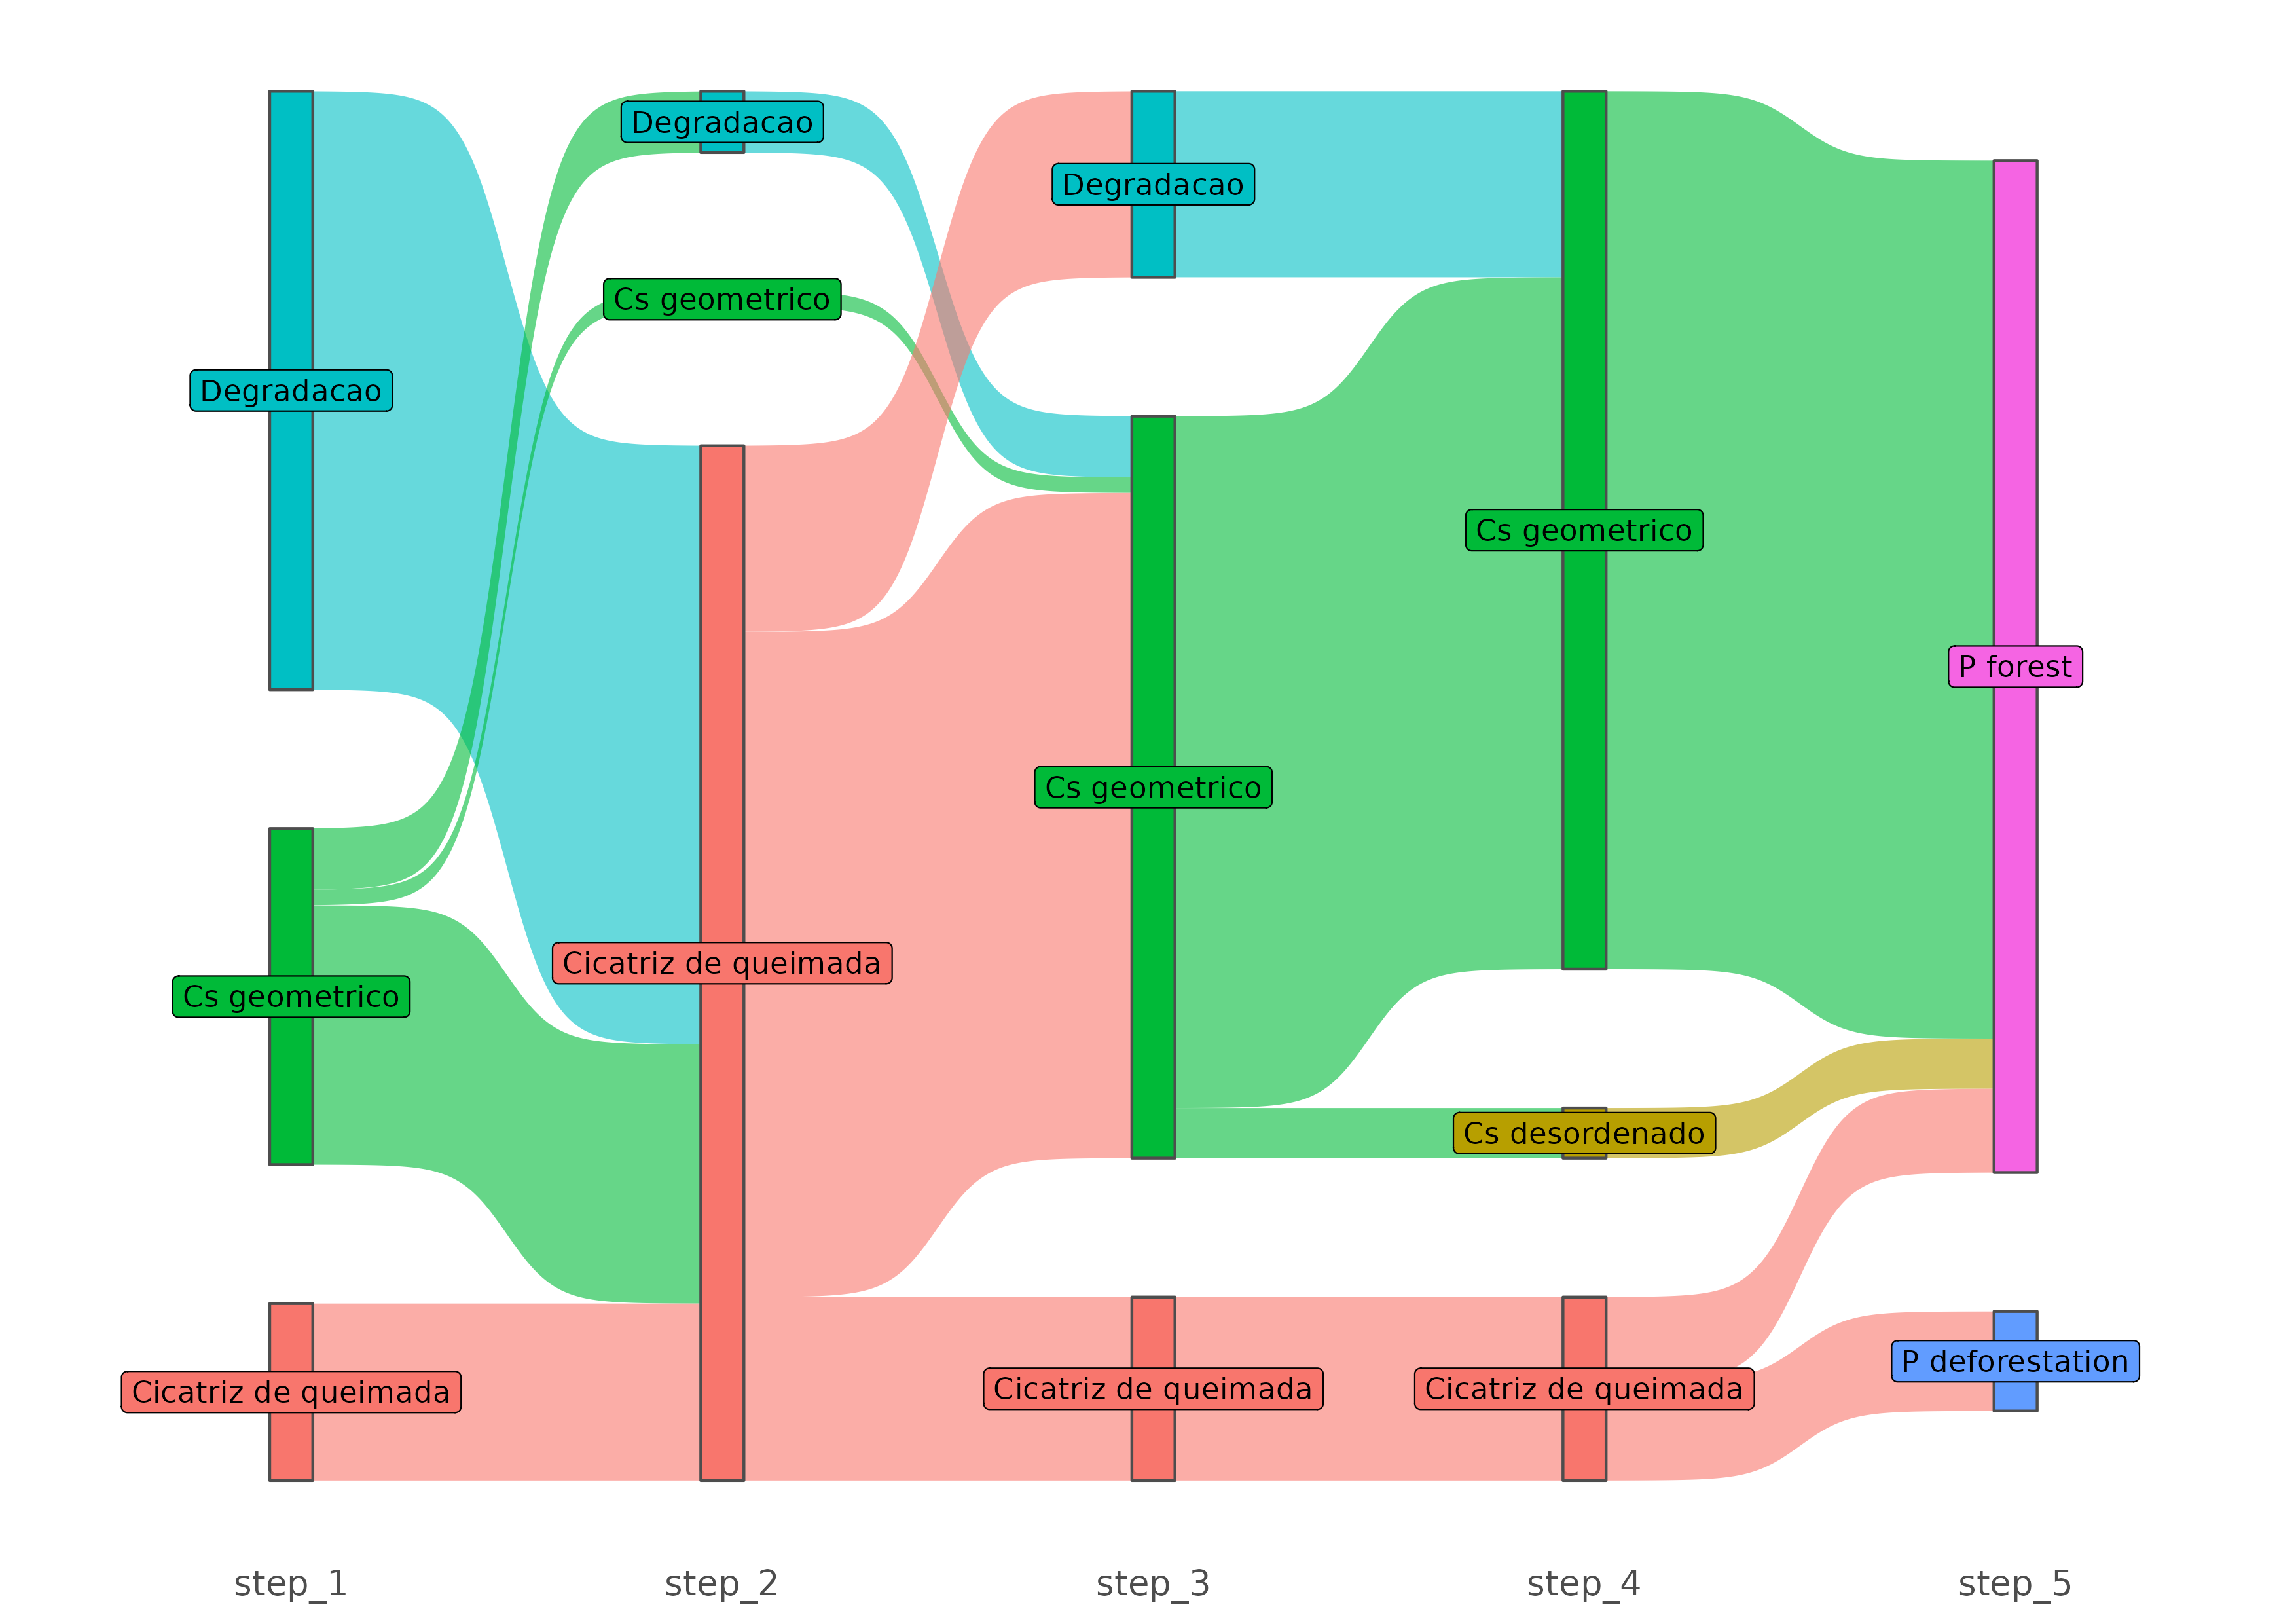 Degradacao
Cs geometrico
Cicatriz de queimada
Degradacao
Cs geometrico
Cicatriz de queimada
Degradacao
Cs geometrico
Cicatriz de queimada
Cs geometrico
Cs desordenado
Cicatriz de queimada
P forest
P deforestation
step_1
step_2
step_3
step_4
step_5